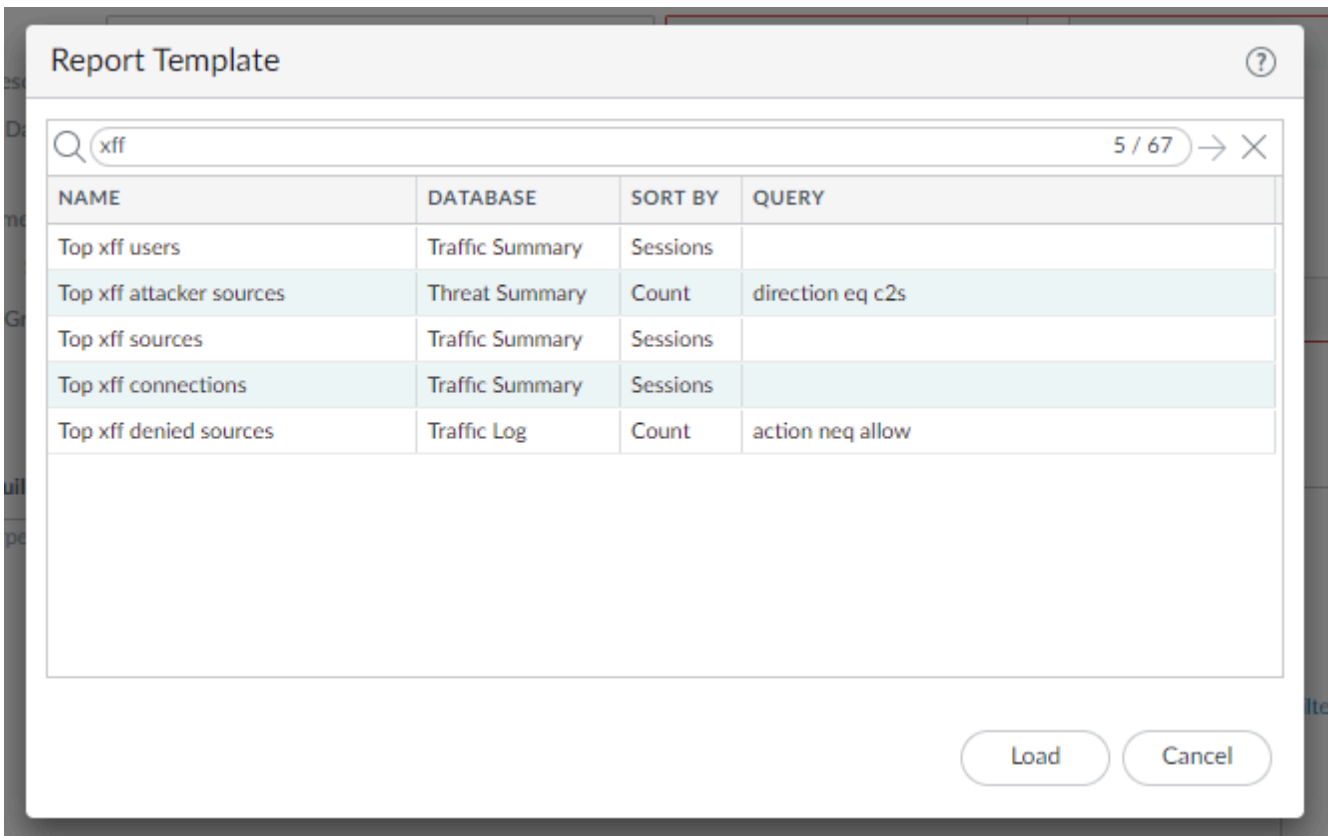 Report Template
?
xff 5 / 67
NAME DATABASE SORT BY QUERY
Top xff users Traffic Summary Sessions
Top xff attacker sources Threat Summary Count direction eq c2s
Top xff sources Traffic Summary Sessions
Top xff connections Traffic Summary Sessions
Top xff denied sources Traffic Log Count action neq allow
Load Cancel